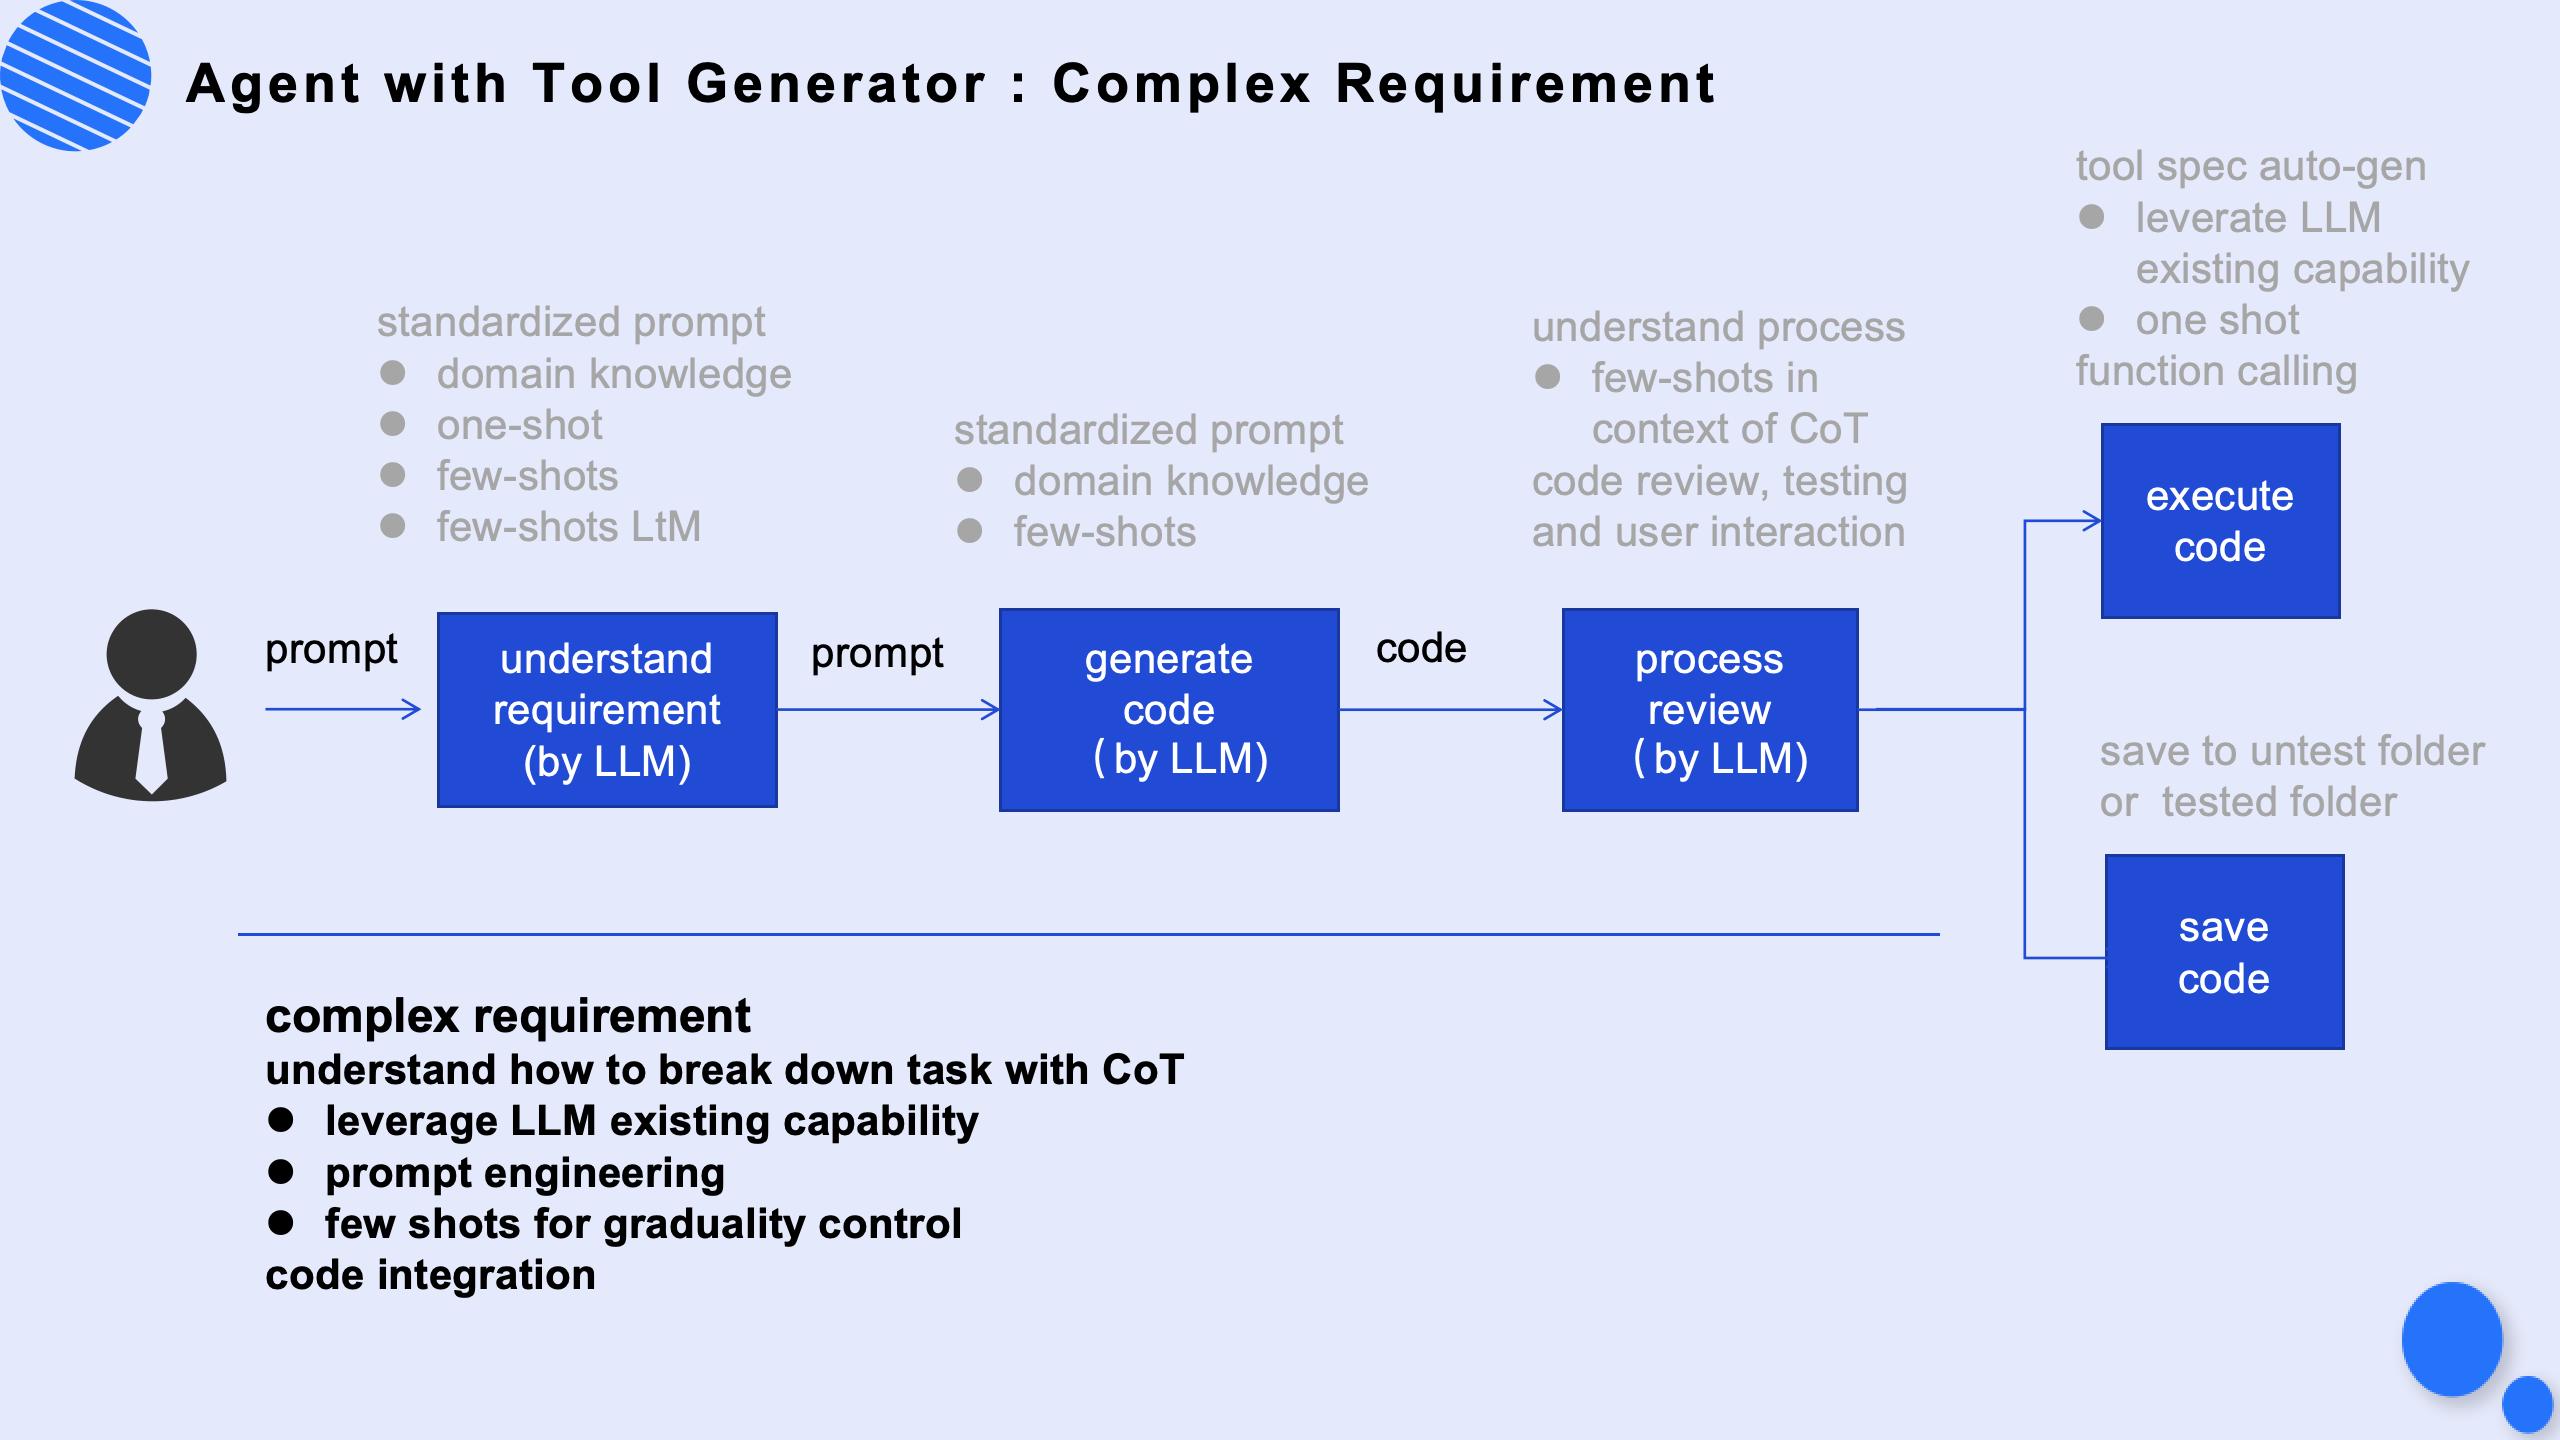 Agent with Tool Generator : Complex Requirement
tool spec auto-gen
● leverate LLM
existing capability
● one shot
function calling
standardized prompt
● domain knowledge
● one-shot
● few-shots
● few-shots LtM
standardized prompt
● domain knowledge
● few-shots
understand process
● few-shots in
context of CoT
code review, testing
and user interaction
prompt
understand
requirement
(by LLM)
prompt
generate
code
( by LLM)
code
process
review
( by LLM)
execute
code
save to untest folder
or  tested folder
save
code
complex requirement
understand how to break down task with CoT
● leverage LLM existing capability
● prompt engineering
● few shots for graduality control
code integration